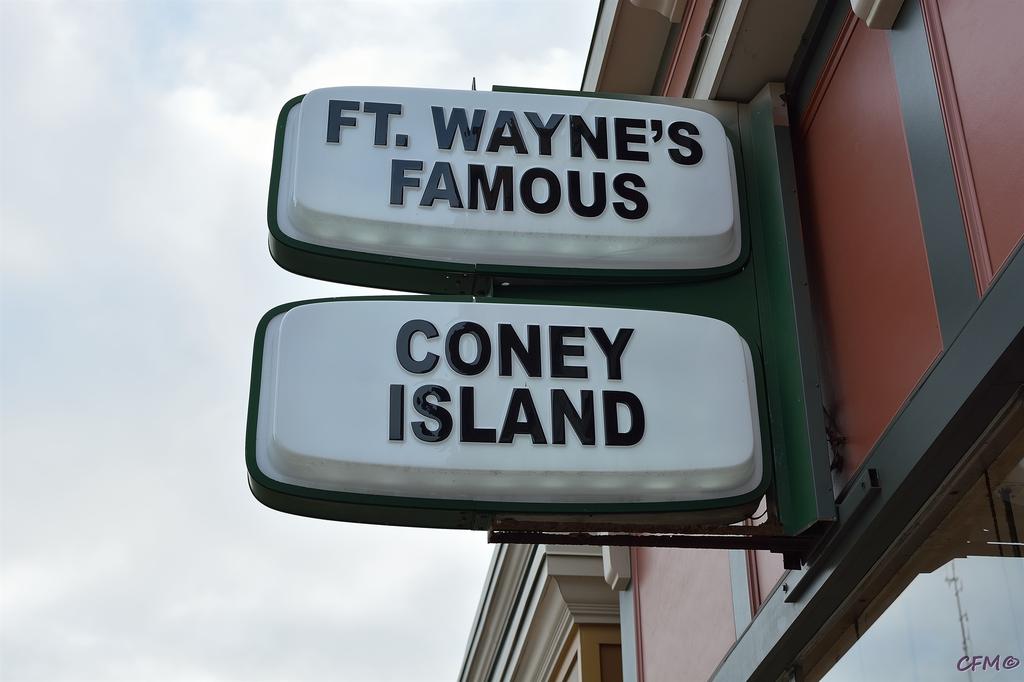 FT. WAYNE'S
FAMOUS
CONEY
ISLAND
CFM©